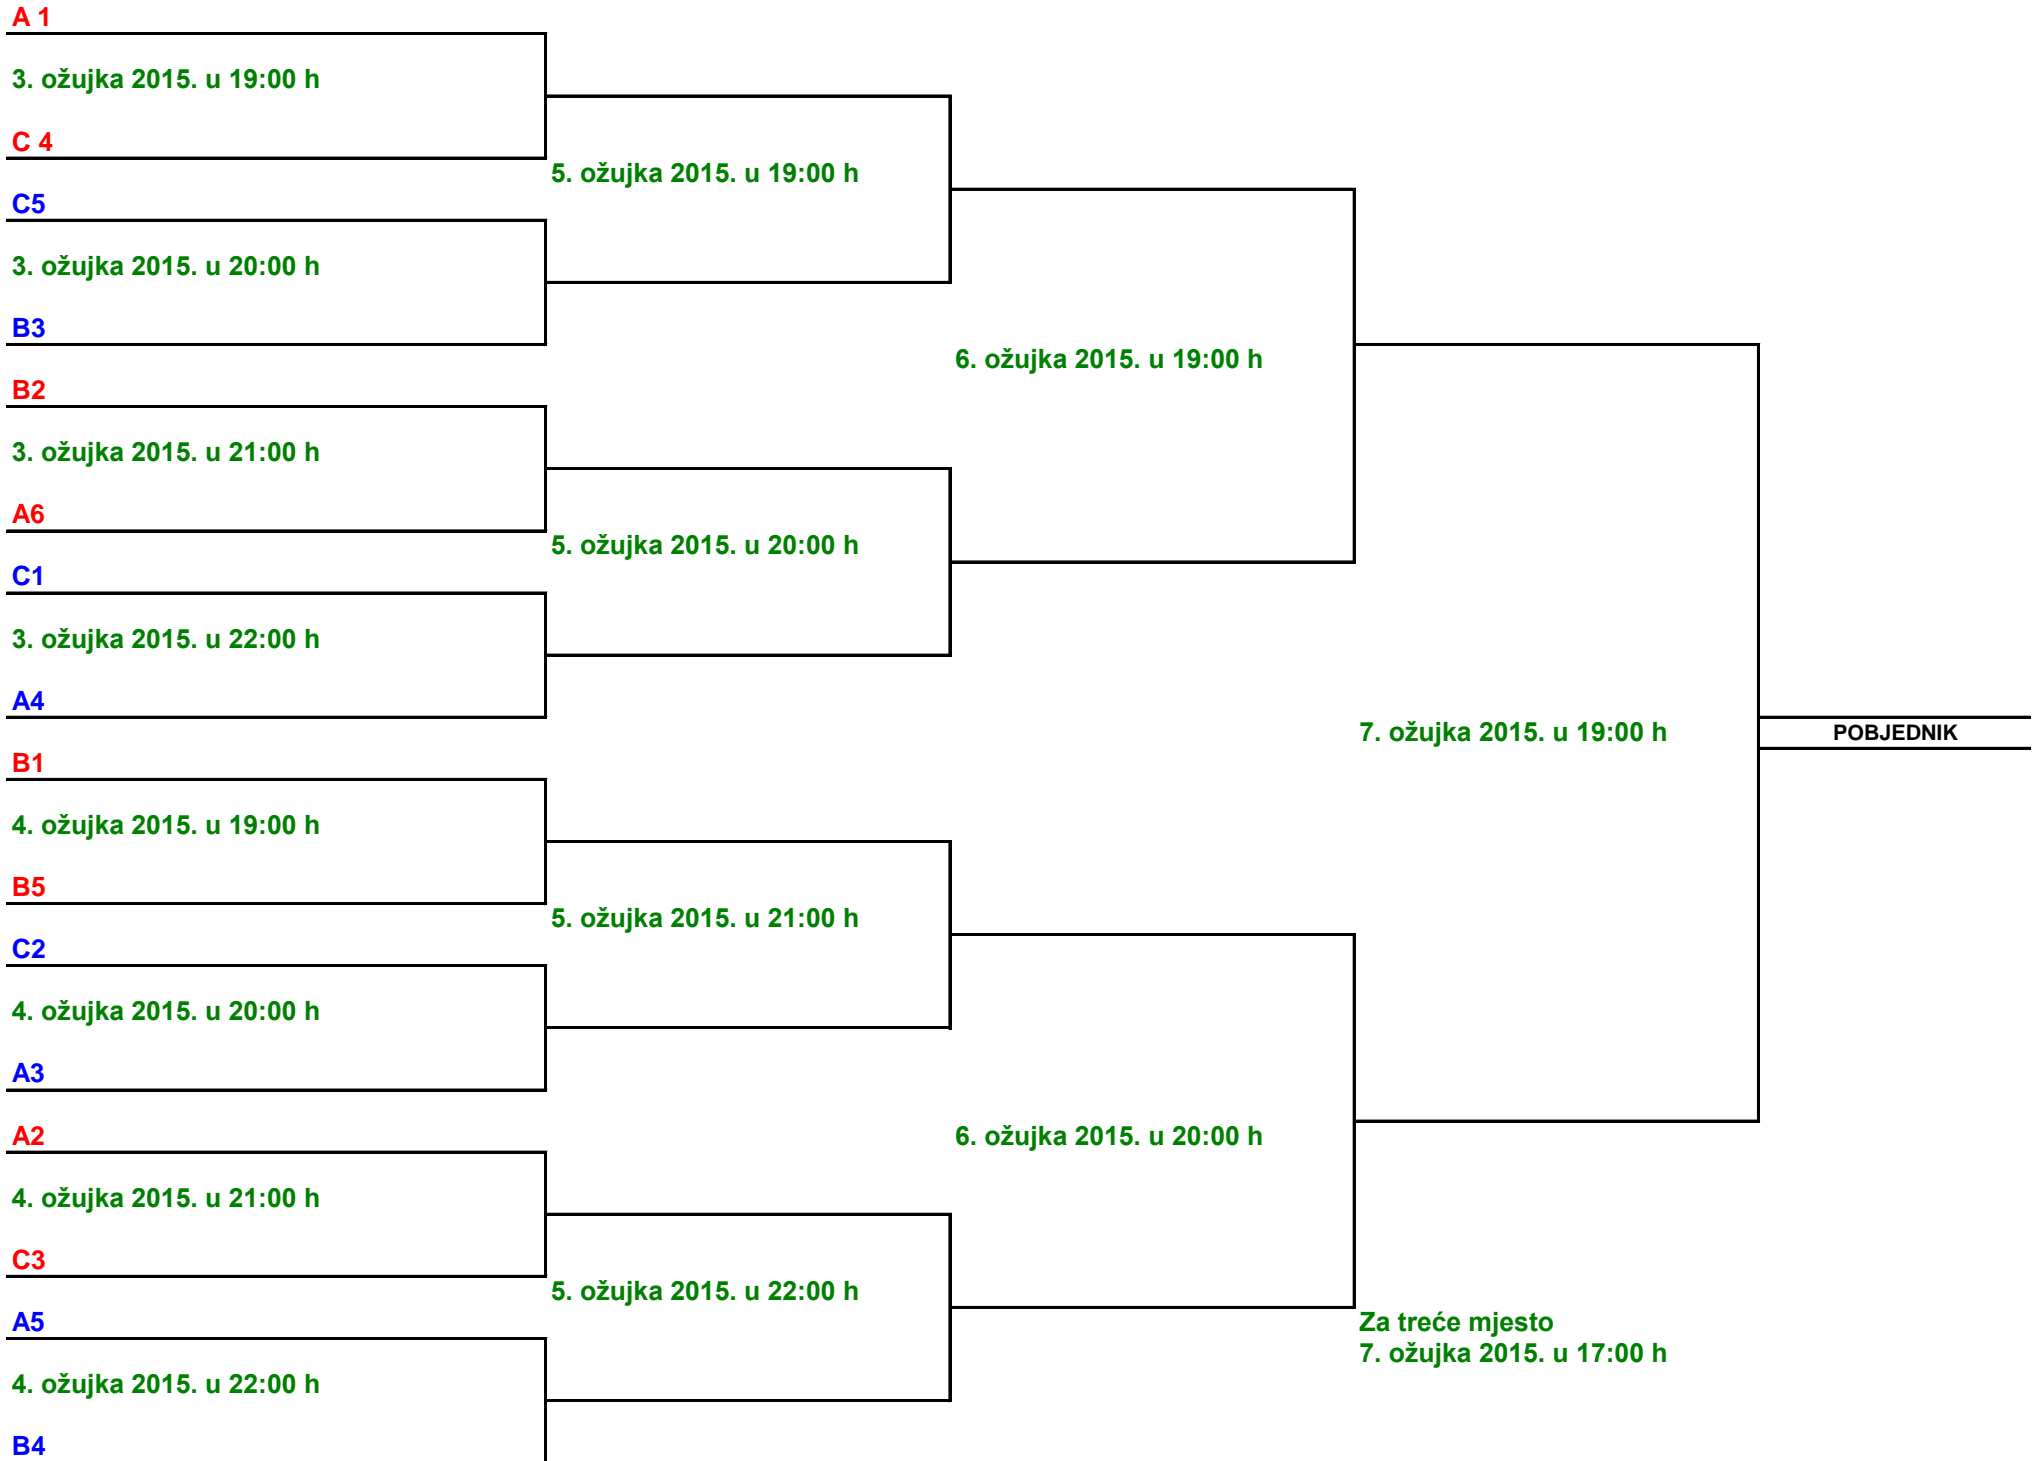 A 1
3. ožujka 2015. u 19:00 h
C 4
5. ožujka 2015. u 19:00 h
C5
3. ožujka 2015. u 20:00 h
B3
6. ožujka 2015. u 19:00 h
B2
3. ožujka 2015. u 21:00 h
A6
5. ožujka 2015. u 20:00 h
C1
3. ožujka 2015. u 22:00 h
A4
7. ožujka 2015. u 19:00 h
POBJEDNIK
B1
4. ožujka 2015. u 19:00 h
B5
5. ožujka 2015. u 21:00 h
C2
4. ožujka 2015. u 20:00 h
A3
6. ožujka 2015. u 20:00 h
A2
4. ožujka 2015. u 21:00 h
C3
5. ožujka 2015. u 22:00 h
A5
Za treće mjesto
7. ožujka 2015. u 17:00 h
4. ožujka 2015. u 22:00 h
B4